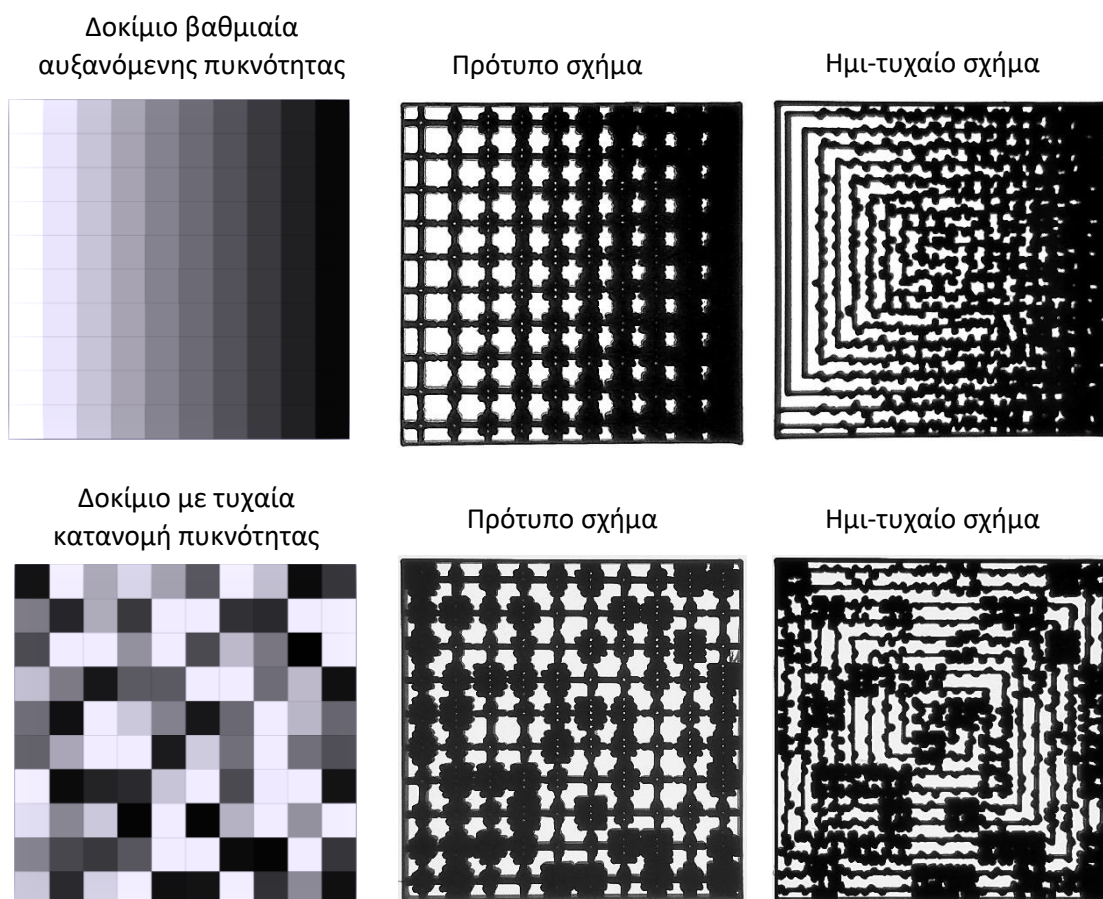 Δοκίμιο βαθμιαία
αυξανόμενης πυκνότητας
Πρότυπο σχήμα
Ημι-τυχαίο σχήμα
Δοκίμιο με τυχαία
κατανομή πυκνότητας
Πρότυπο σχήμα
Ημι-τυχαίο σχήμα